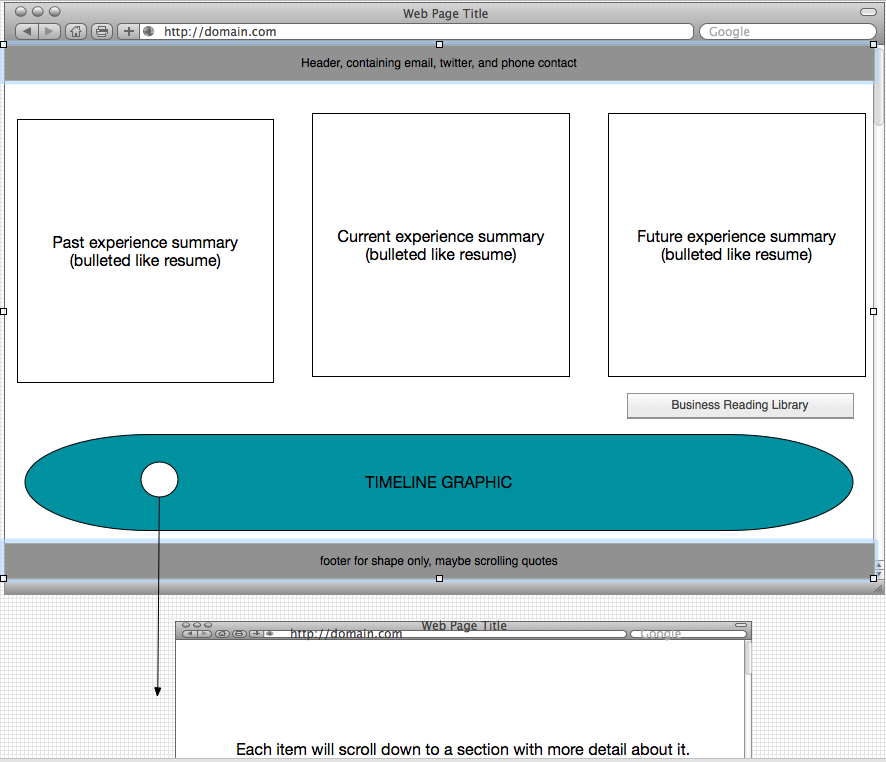 Web Page Title
http://domain.com
Google
Header, containing email, twitter, and phone contact
Past experience summary
(bulleted like resume)
Current experience summary
(bulleted like resume)
Future experience summary
(bulleted like resume)
Business Reading Library
TIMELINE GRAPHIC
footer for shape only, maybe scrolling quotes
Web Page Title
http://domain.com
Google
Each item will scroll down to a section with more detail about it.